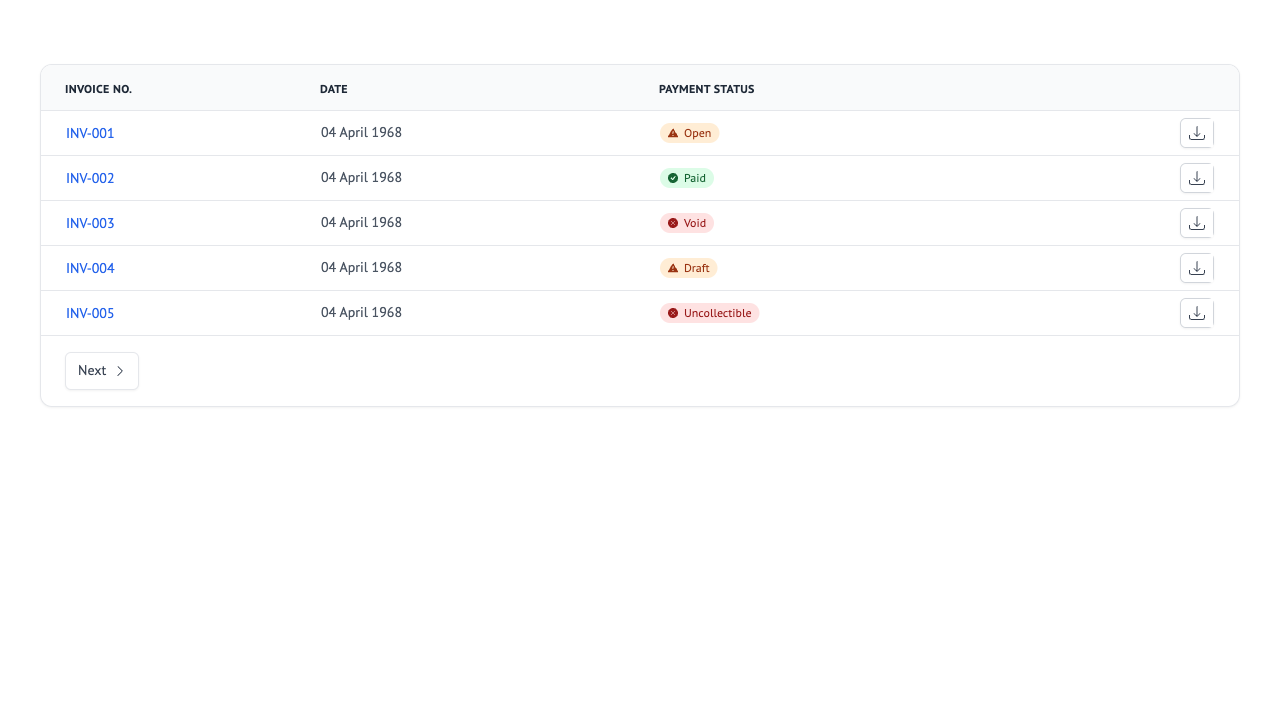 INVOICE NO. DATE PAYMENT STATUS
INV-001 04 April 1968 Open
INV-002 04 April 1968 Paid
INV-003 04 April 1968 Void
INV-004 04 April 1968 Draft
INV-005 04 April 1968 Uncollectible
Next